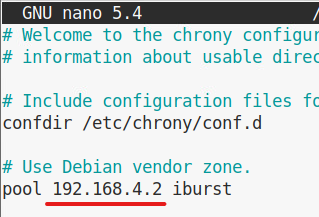 GNU nano 5.4
# Welcome to the chrony configur
# information about usable direc
# Include configuration files fo
confdir /etc/chrony/conf.d
# Use Debian vendor zone.
pool 192.168.4.2 iburst